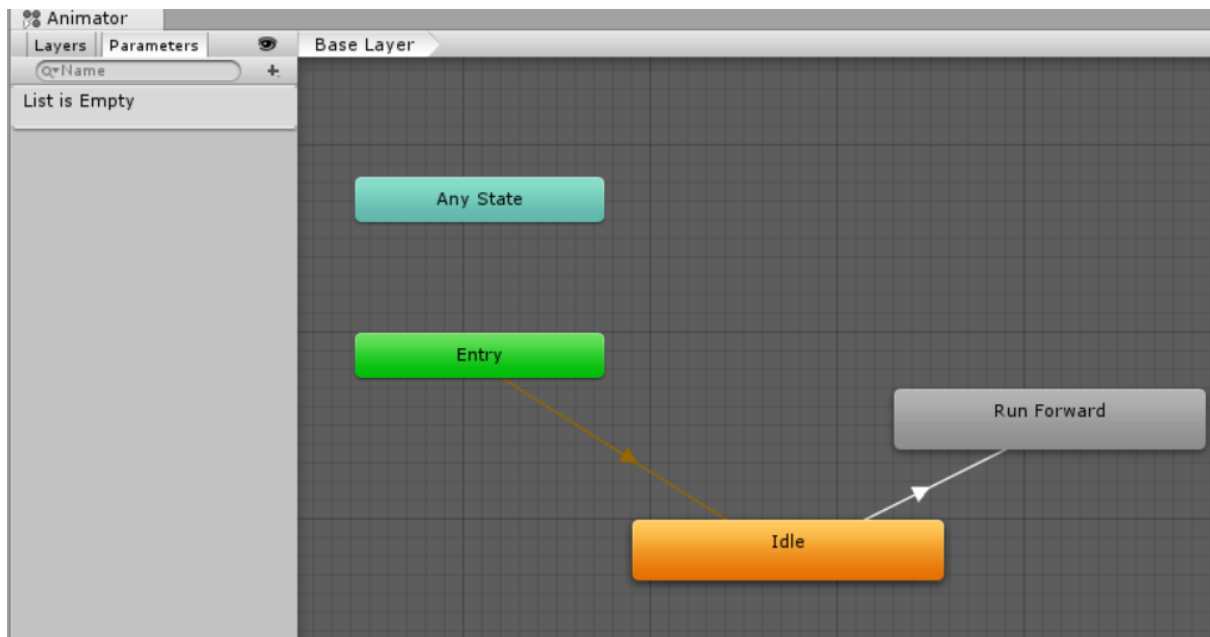 Animator
Layers Parameters Base Layer
Name
List is Empty
Any State
Entry
Run Forward
Idle